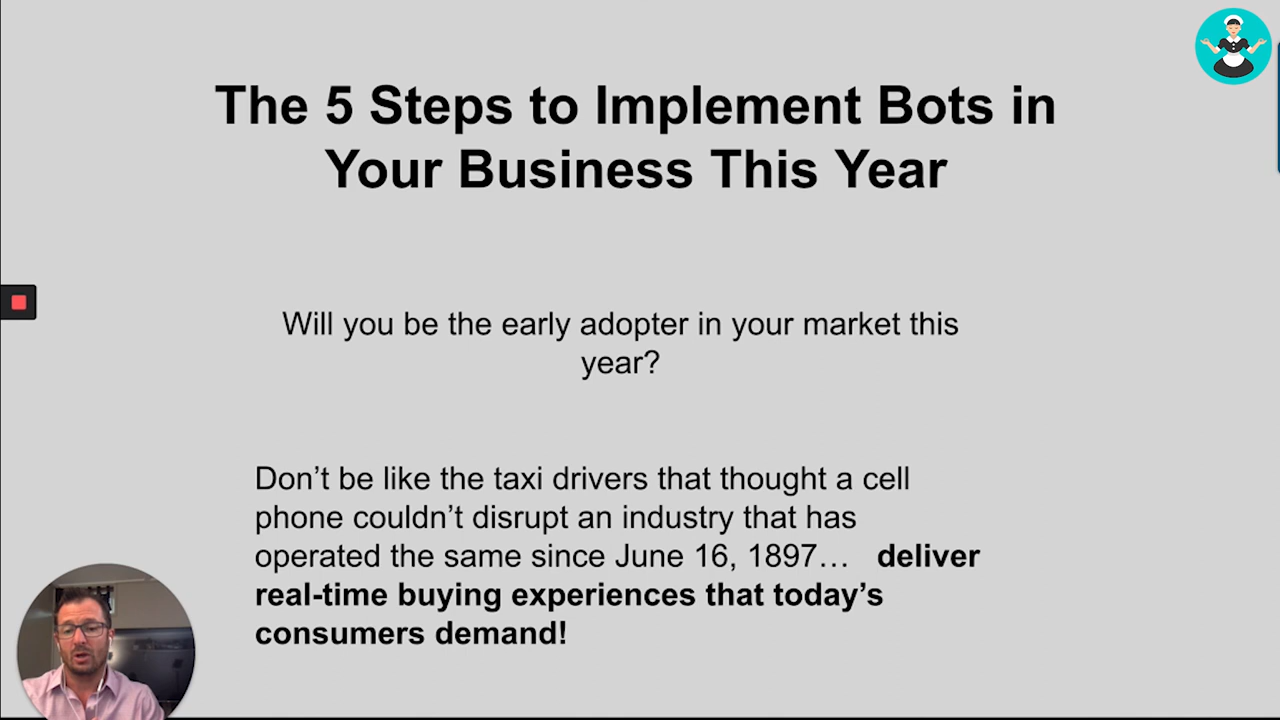 The 5 Steps to Implement Bots in
Your Business This Year
Will you be the early adopter in your market this
year?
Don’t be like the taxi drivers that thought a cell
phone couldn’t disrupt an industry that has
operated the same since June 16, 1897… deliver
real-time buying experiences that today’s
consumers demand!